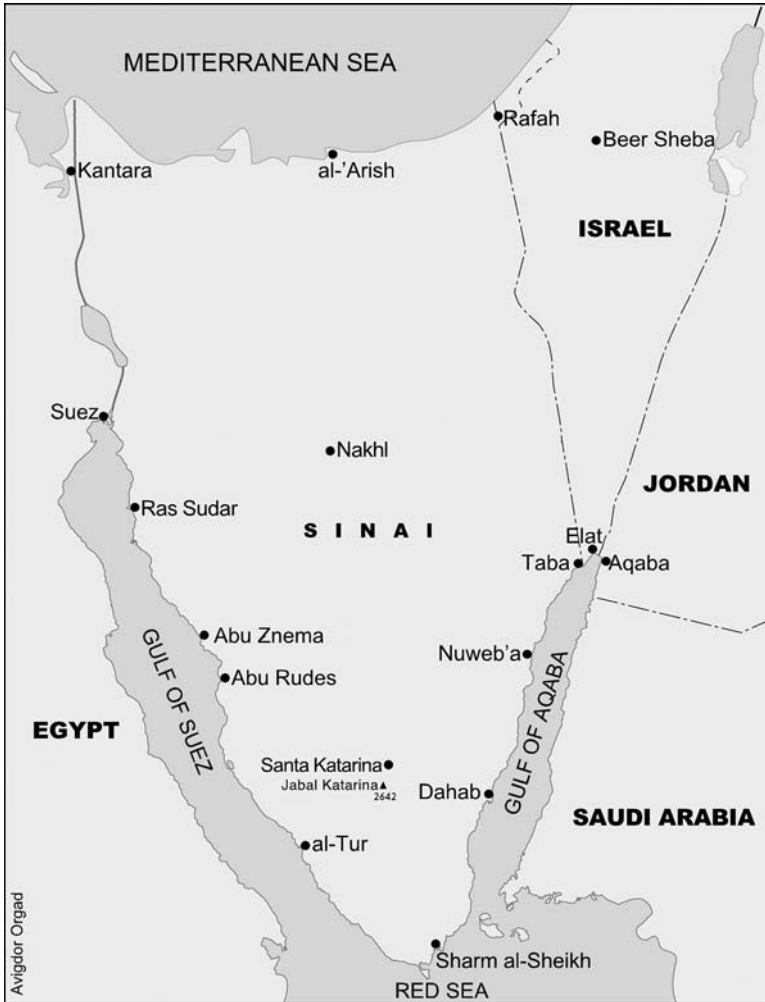 MEDITERRANEAN SEA
Rafah
Beer Sheba
Kantara
al-'Arish
ISRAEL
Suez
Nakhl
JORDAN
Ras Sudar
SINAI
Elat
Taba
Aqaba
Abu Znema
Nuweb'a
Abu Rudes
GULF OF SUEZ
GULF OF AQABA
EGYPT
Santa Katarina
Jabal Katarina
2642
Dahab
SAUDI ARABIA
al-Tur
Avigdor Orgad
Sharm al-Sheikh
RED SEA